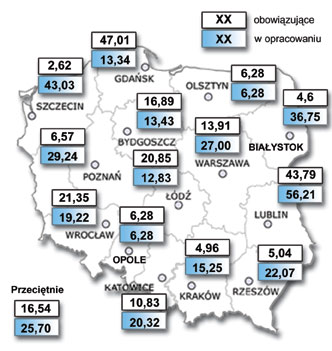 XX obowiązujące
XX w opracowaniu
47,01
13,34
GDAŃSK
2,62
43,03
SZCZECIN
OLSZTYN
6,28
6,28
16,89
13,43
BYDGOSZCZ
4,6
36,75
BIAŁYSTOK
6,57
29,24
POZNAŃ
13,91
27,00
WARSZAWA
20,85
12,83
ŁÓDŹ
43,79
56,21
LUBLIN
21,35
19,22
WROCŁAW
6,28
6,28
OPOLE
4,96
15,25
KRAKÓW
5,04
22,07
RZESZÓW
KATOWICE
10,83
20,32
Przeciętnie
16,54
25,70